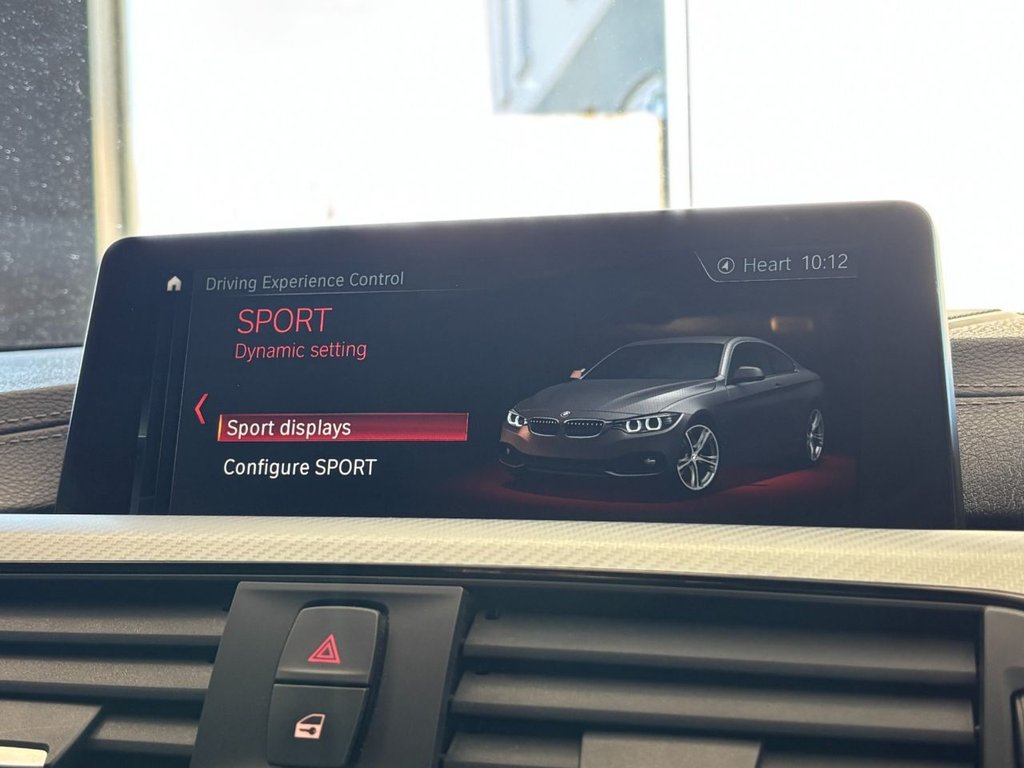 Driving Experience Control
Heart 10:12
SPORT
Dynamic setting
Sport displays
Configure SPORT